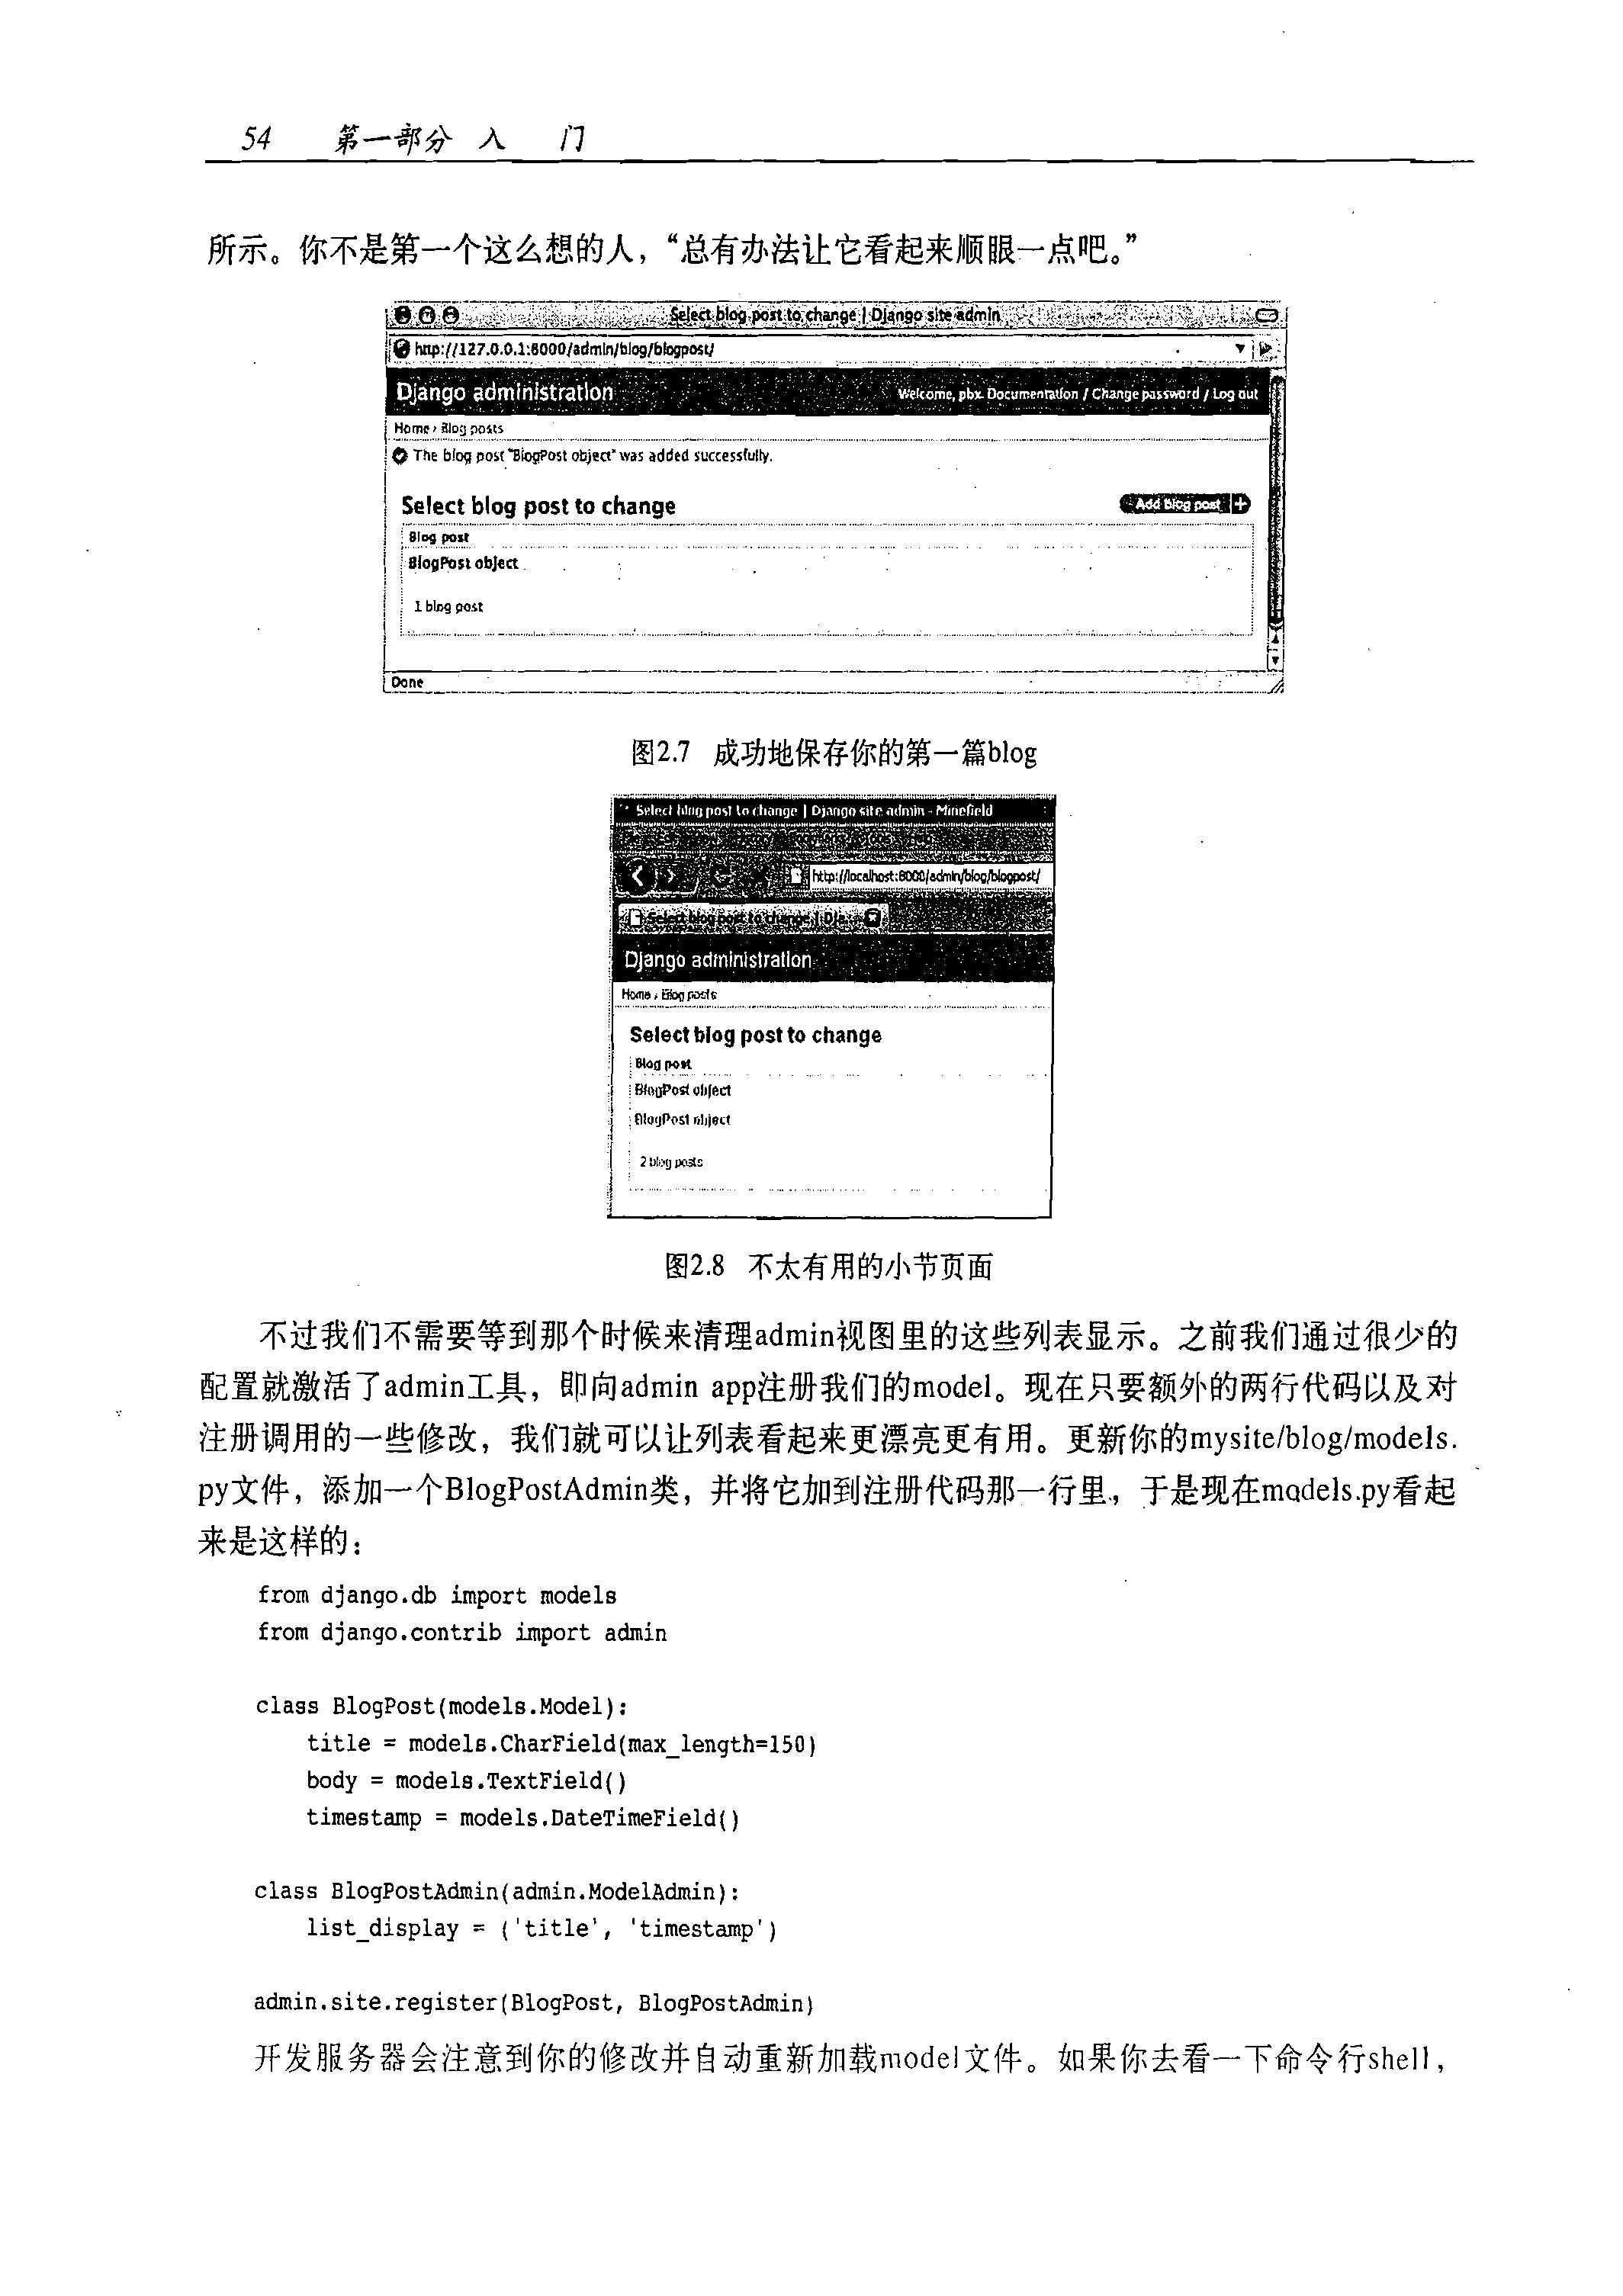 54 第一部分 入 门
所示。你不是第一个这么想的人，“总有办法让它看起来顺眼一点吧。”
Select blog post to change | Django site admin
http://127.0.0.1:8000/admin/blog/blogpost/
Django administration Welcome, pbx. Documentation / Change password / Log out
Home › Blog posts
The blog post "BlogPost object" was added successfully.
Select blog post to change Add blog post +
Blog post
BlogPost object
1 blog post
Done
图2.7 成功地保存你的第一篇blog
Select blog post to change | Django site admin - Minefield
http://localhost:8000/admin/blog/blogpost/
Select blog post to change | Dja...
Django administration
Home › Blog posts
Select blog post to change
Blog post
BlogPost object
BlogPost object
2 blog posts
图2.8 不太有用的小节页面
不过我们不需要等到那个时候来清理admin视图里的这些列表显示。之前我们通过很少的
配置就激活了admin工具，即向admin app注册我们的model。现在只要额外的两行代码以及对
注册调用的一些修改，我们就可以让列表看起来更漂亮更有用。更新你的mysite/blog/models.
py文件，添加一个BlogPostAdmin类，并将它加到注册代码那一行里，于是现在models.py看起
来是这样的：
from django.db import models
from django.contrib import admin
class BlogPost(models.Model):
title = models.CharField(max_length=150)
body = models.TextField()
timestamp = models.DateTimeField()
class BlogPostAdmin(admin.ModelAdmin):
list_display = ('title', 'timestamp')
admin.site.register(BlogPost, BlogPostAdmin)
开发服务器会注意到你的修改并自动重新加载model文件。如果你去看一下命令行shell，